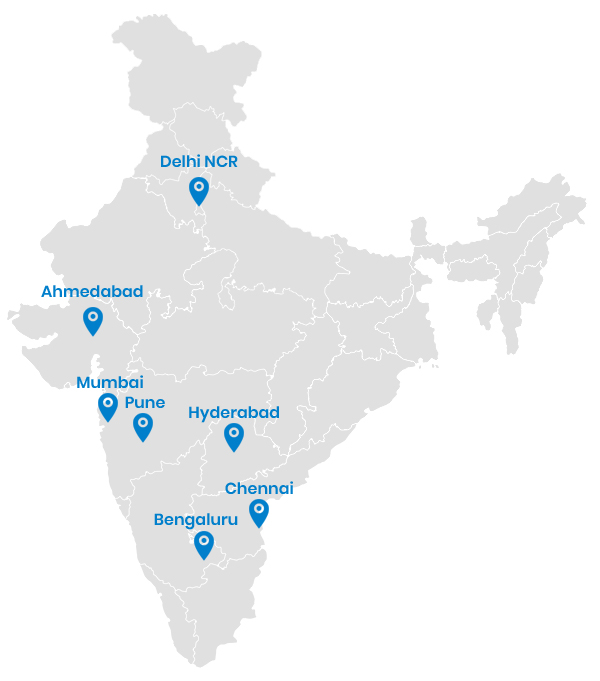 Delhi NCR
Ahmedabad
Mumbai
Pune
Hyderabad
Chennai
Bengaluru